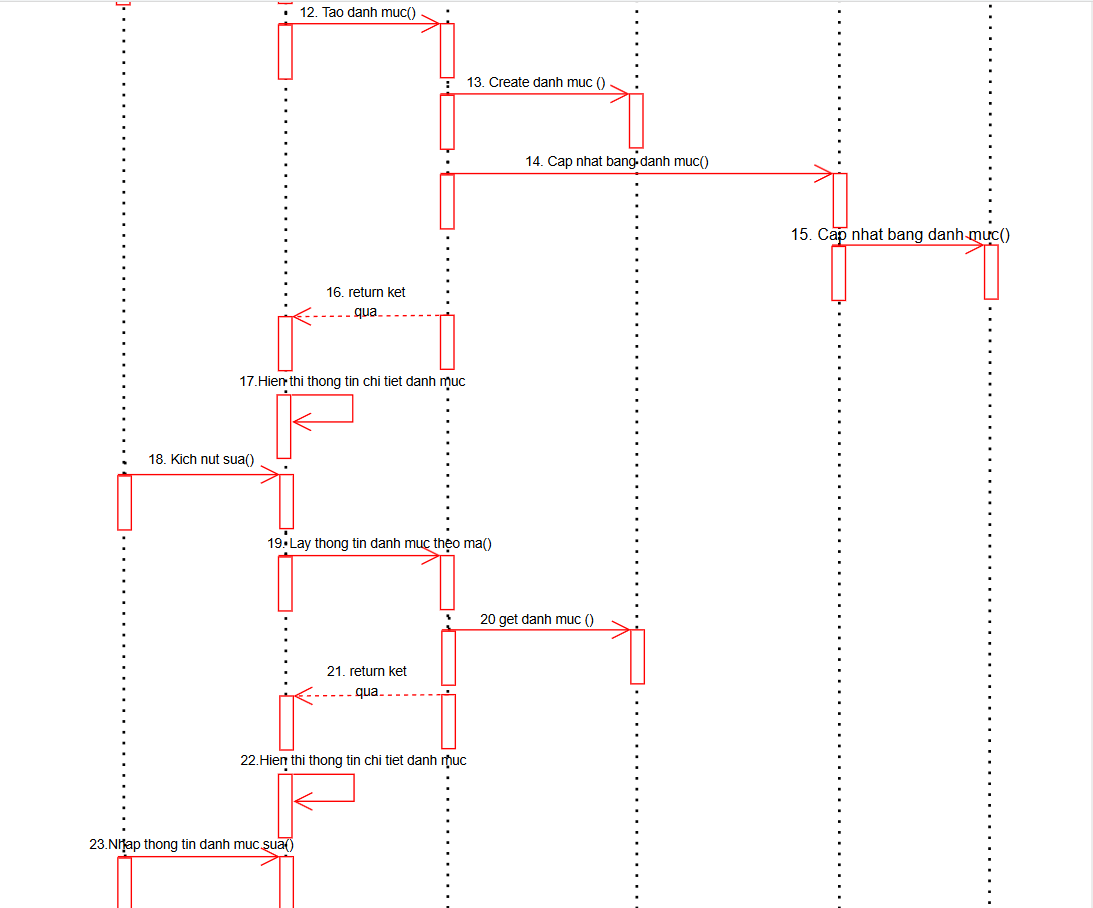 12. Tao danh muc()
13. Create danh muc ()
14. Cap nhat bang danh muc()
15. Cap nhat bang danh muc()
16. return ket
qua
17.Hien thi thong tin chi tiet danh muc
18. Kich nut sua()
19. Lay thong tin danh muc theo ma()
20 get danh muc ()
21. return ket
qua
22.Hien thi thong tin chi tiet danh muc
23.Nhap thong tin danh muc sua()